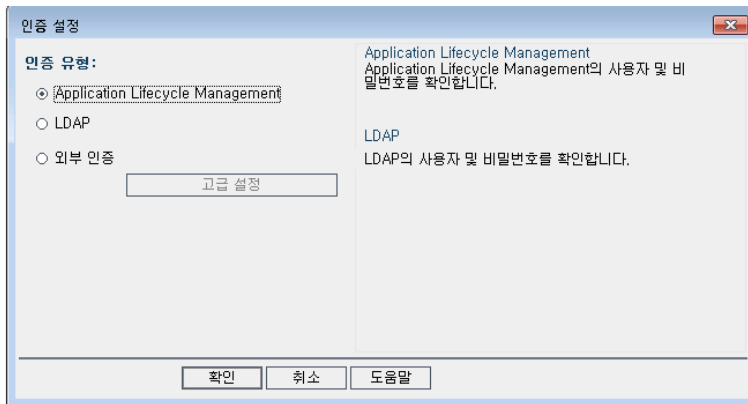 인증 설정
인증 유형:
Application Lifecycle Management
LDAP
외부 인증
고급 설정
Application Lifecycle Management
Application Lifecycle Management의 사용자 및 비
밀번호를 확인합니다.
LDAP
LDAP의 사용자 및 비밀번호를 확인합니다.
확인
취소
도움말